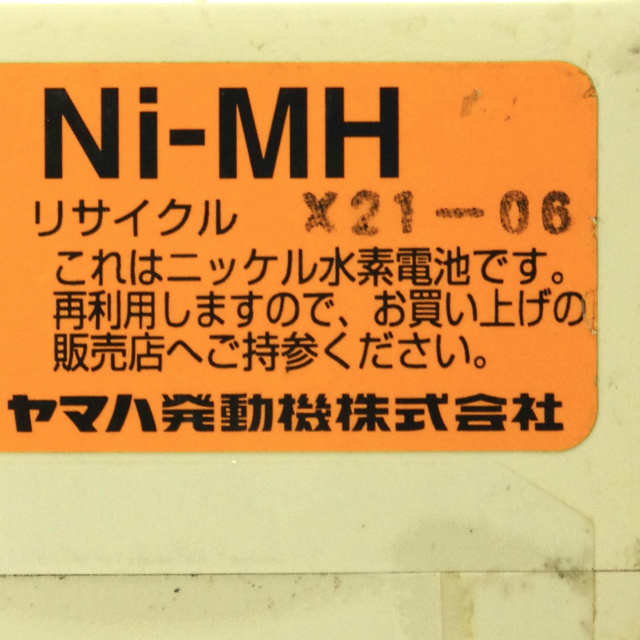 Ni-MH
リサイクル X21-06
これはニッケル水素電池です。
再利用しますので、お買い上げの
販売店へご持参ください。
ヤマハ発動機株式会社